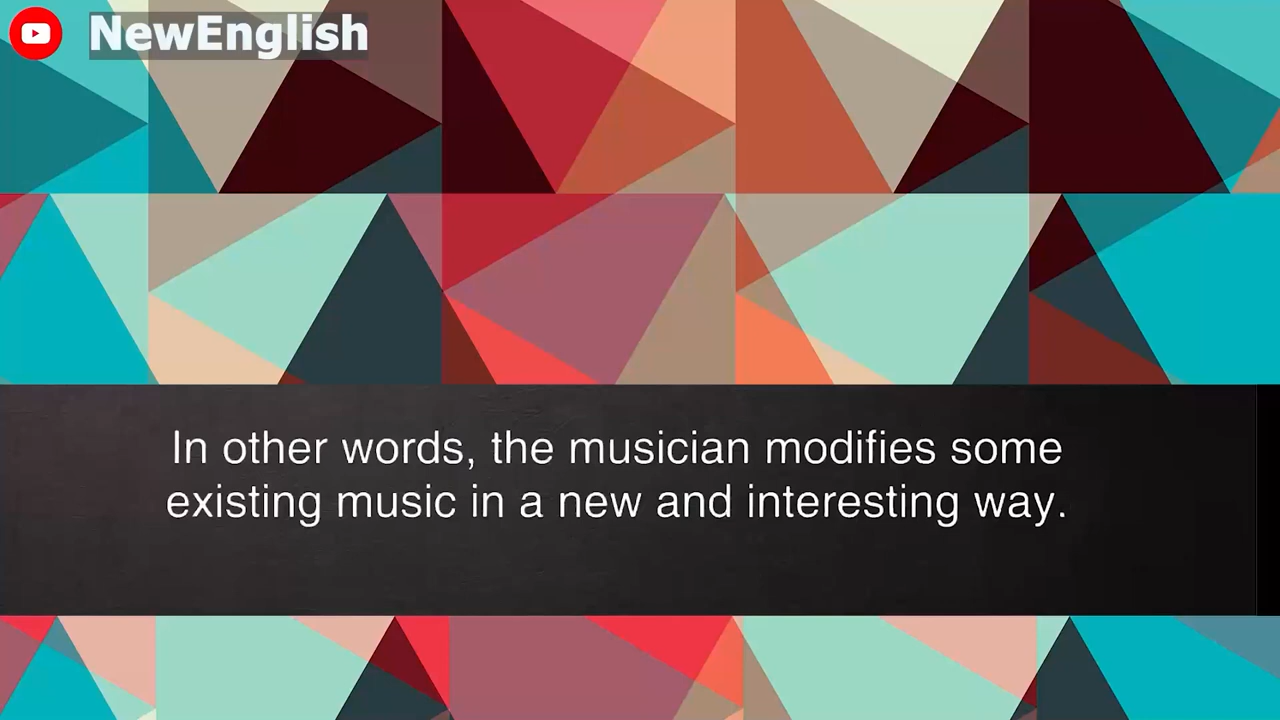 NewEnglish
In other words, the musician modifies some
existing music in a new and interesting way.